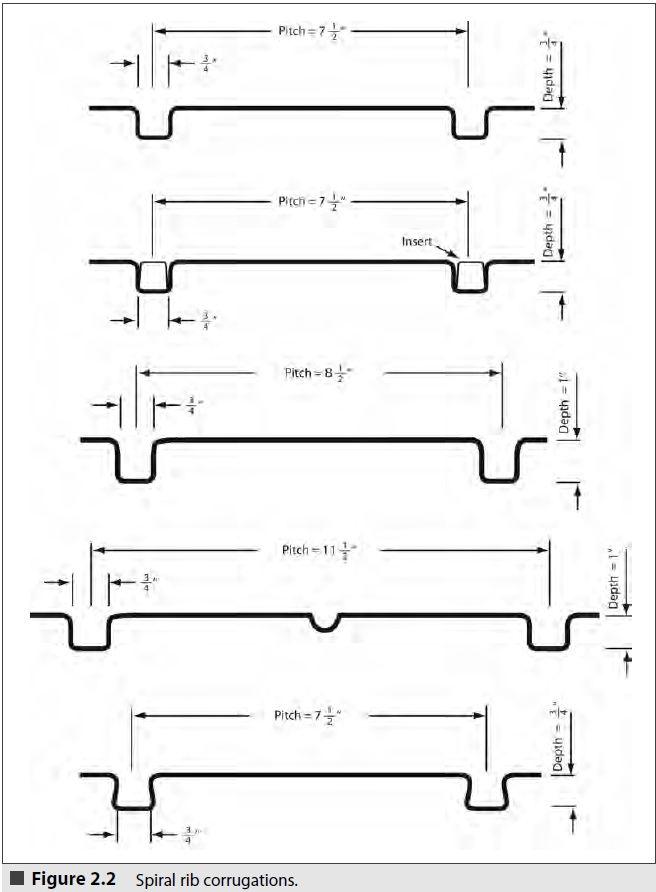 Pitch = 7 1/2"
3/4"
Depth = 3/4"
Pitch = 7 1/2"
Insert
Depth = 3/4"
3/4"
Pitch = 8 1/2"
3/4"
Depth = 1"
Pitch = 11 1/2"
3/4"
Depth = 1"
Pitch = 7 1/2"
Depth = 3/4"
3/4"
Figure 2.2 Spiral rib corrugations.